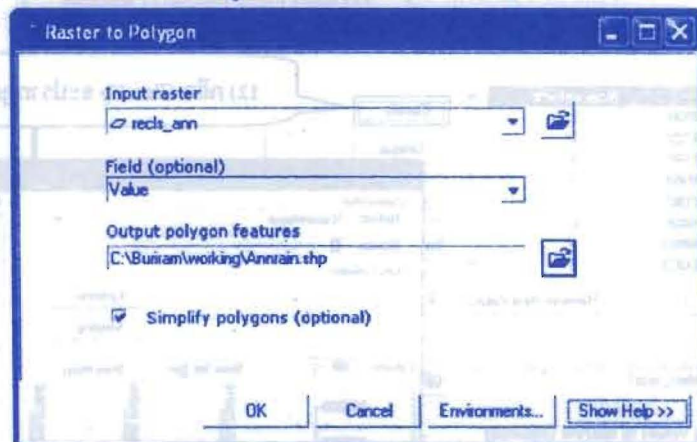 Raster to Polygon
Input raster
recls_ann
Field (optional)
Value
Output polygon features
C:\Buriram\working\Annrain.shp
Simplify polygons (optional)
OK Cancel Environments... Show Help >>